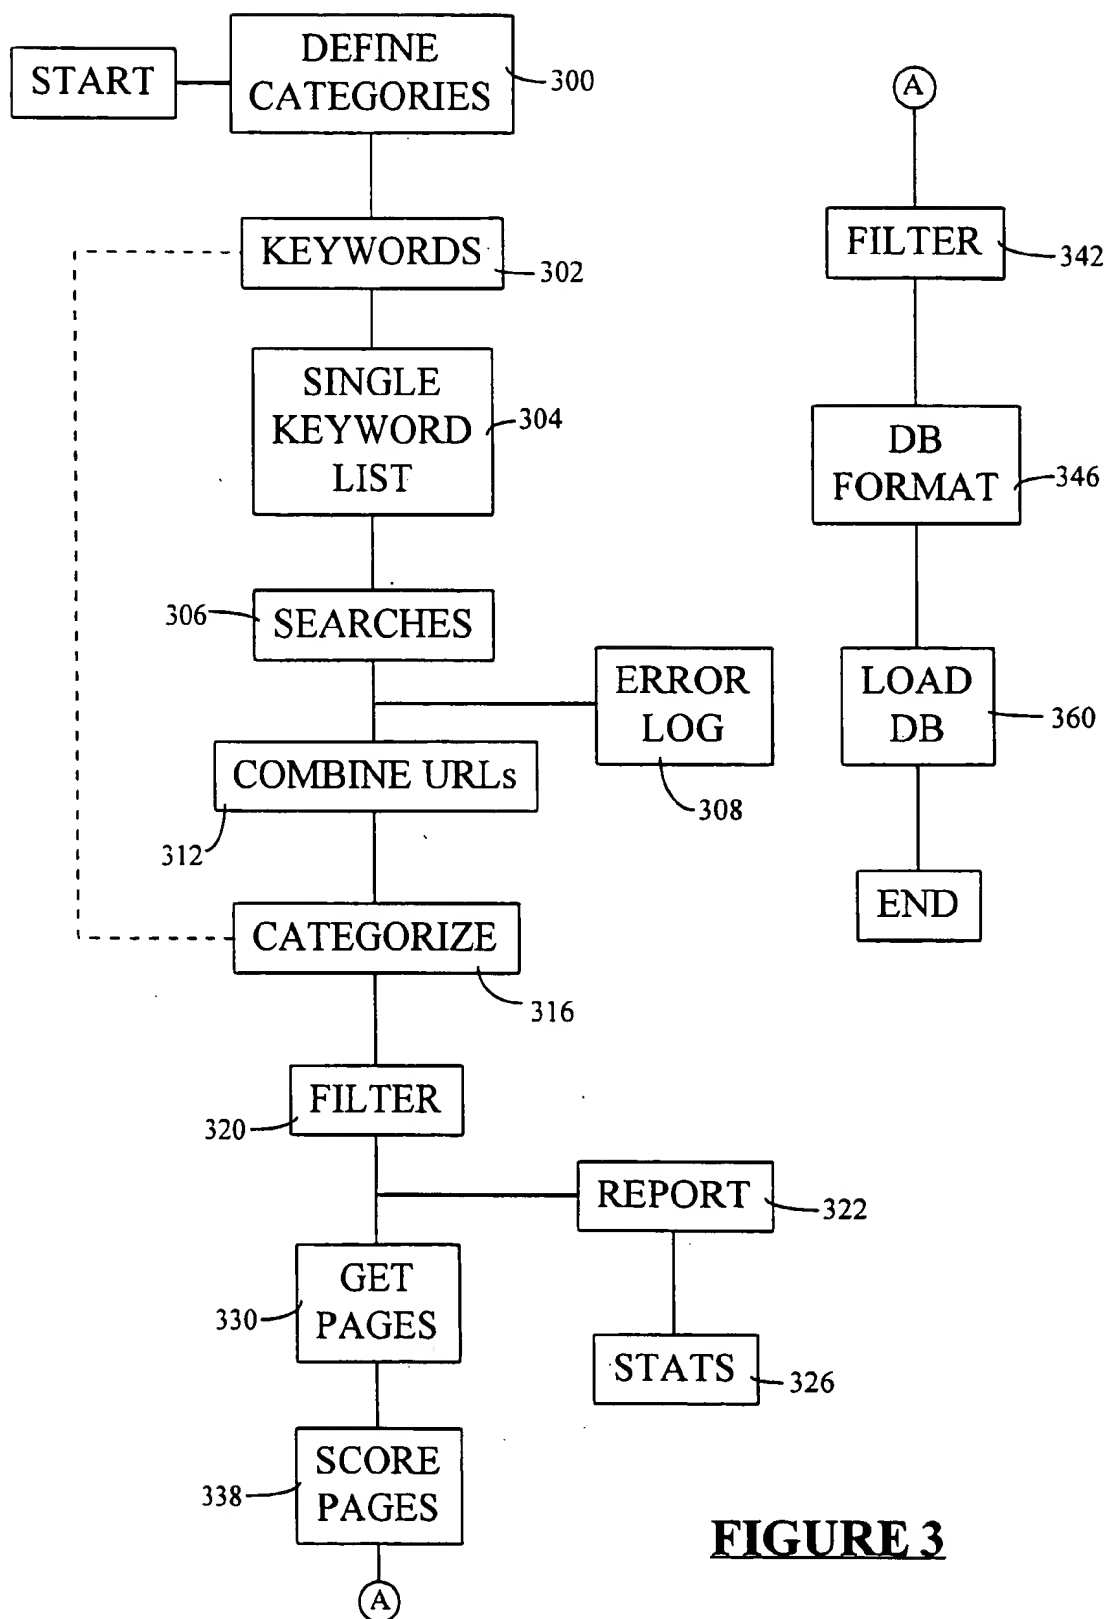 START
DEFINE
CATEGORIES
300
KEYWORDS
302
SINGLE
KEYWORD
LIST
304
306
SEARCHES
ERROR
LOG
308
COMBINE URLs
312
CATEGORIZE
316
FILTER
320
REPORT
322
GET
PAGES
330
STATS
326
SCORE
PAGES
338
A
A
FILTER
342
DB
FORMAT
346
LOAD
DB
360
END
FIGURE 3